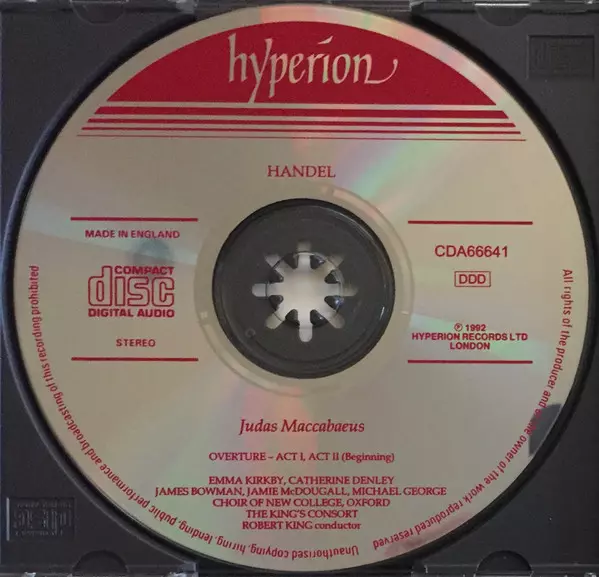 hyperion
HANDEL
MADE IN ENGLAND
COMPACT
disc
DIGITAL AUDIO
STEREO
CDA66641
DDD
℗ 1992
HYPERION RECORDS LTD
LONDON
Judas Maccabaeus
OVERTURE – ACT I, ACT II (Beginning)
EMMA KIRKBY, CATHERINE DENLEY
JAMES BOWMAN, JAMIE McDOUGALL, MICHAEL GEORGE
CHOIR OF NEW COLLEGE, OXFORD
THE KING'S CONSORT
ROBERT KING conductor
All rights of the producer and of the owner of the work reproduced reserved
Unauthorised copying, hiring, lending, public performance and broadcasting of this recording prohibited